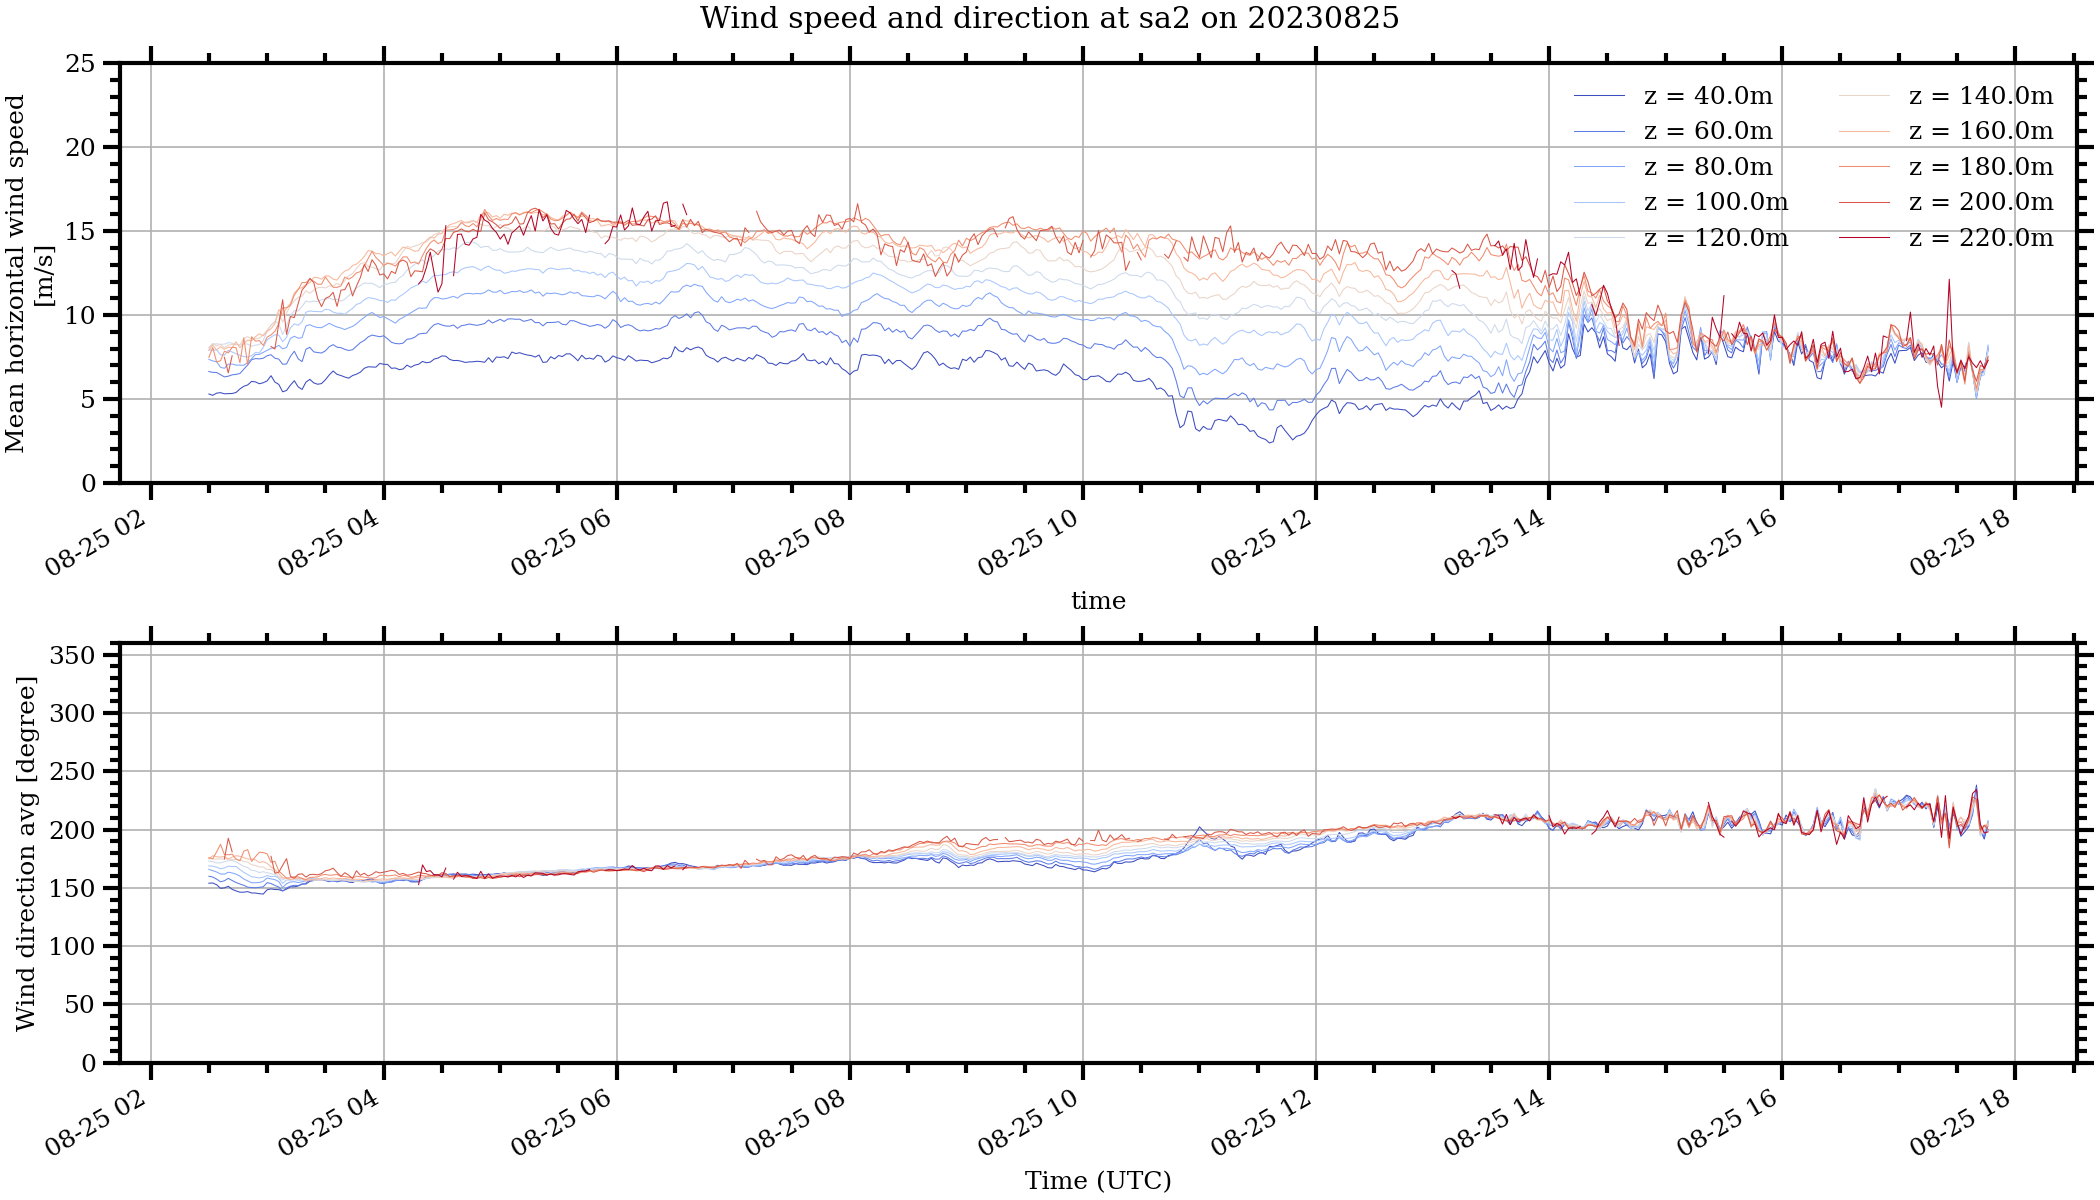 Wind speed and direction at sa2 on 20230825
Mean horizontal wind speed
[m/s]
25
20
15
10
5
0
z = 40.0m
z = 60.0m
z = 80.0m
z = 100.0m
z = 120.0m
z = 140.0m
z = 160.0m
z = 180.0m
z = 200.0m
z = 220.0m
08-25 02
08-25 04
08-25 06
08-25 08
08-25 10
08-25 12
08-25 14
08-25 16
08-25 18
time
Wind direction avg [degree]
350
300
250
200
150
100
50
0
08-25 02
08-25 04
08-25 06
08-25 08
08-25 10
08-25 12
08-25 14
08-25 16
08-25 18
Time (UTC)